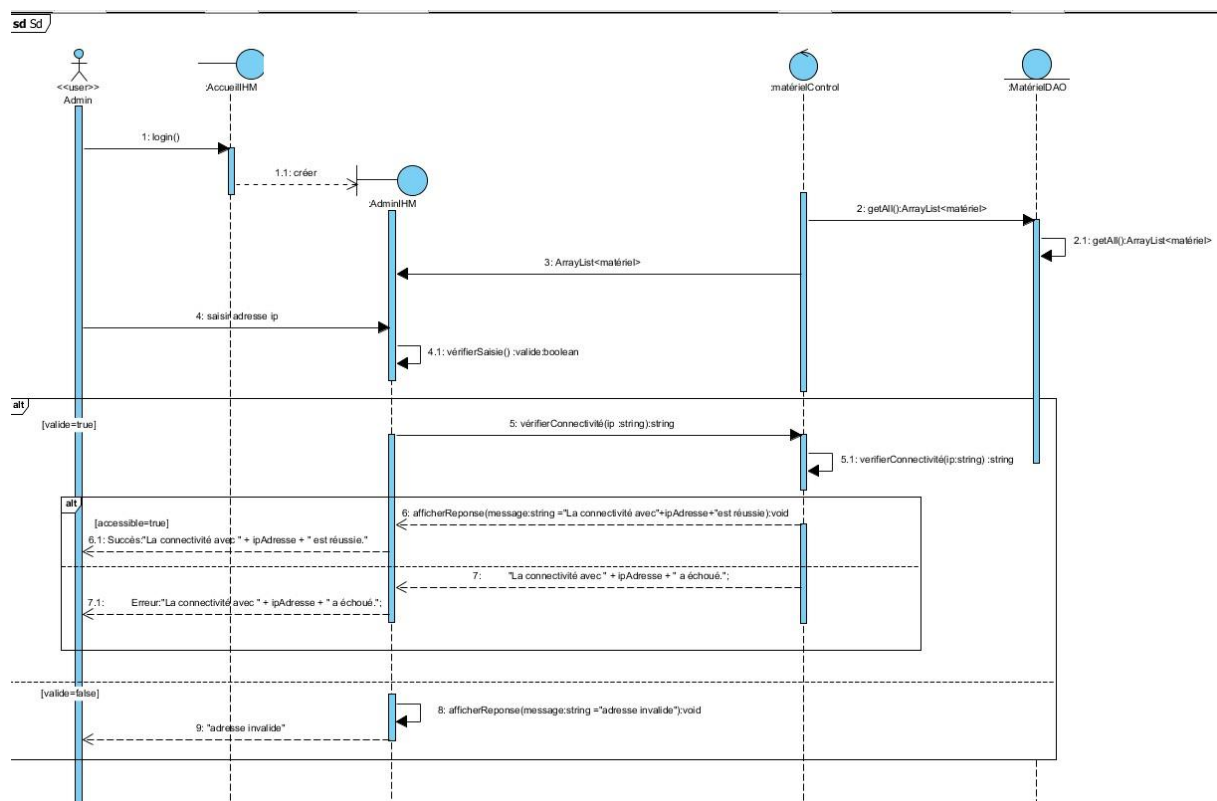 sd Sd
<<user>>
Admin
:AccueilIHM
:matérielControl
:MatérielDAO
1: login()
1.1: créer
:AdminIHM
2: getAll():ArrayList<matériel>
2.1: getAll():ArrayList<matériel>
3: ArrayList<matériel>
4: saisir adresse ip
4.1: vérifierSaisie() :valide:boolean
alt
[valide=true]
5: vérifierConnectivité(ip :string):string
5.1: verifierConnectivité(ip:string) :string
alt
6: afficherReponse(message:string ="La connectivité avec"+ipAdresse+"est réussie):void
[accessible=true]
6.1: Succès:"La connectivité avec " + ipAdresse + " est réussie."
7: "La connectivité avec " + ipAdresse + " a échoué.";
7.1: Erreur:"La connectivité avec " + ipAdresse + " a échoué.";
[valide=false]
8: afficherReponse(message:string ="adresse invalide"):void
9: "adresse invalide"